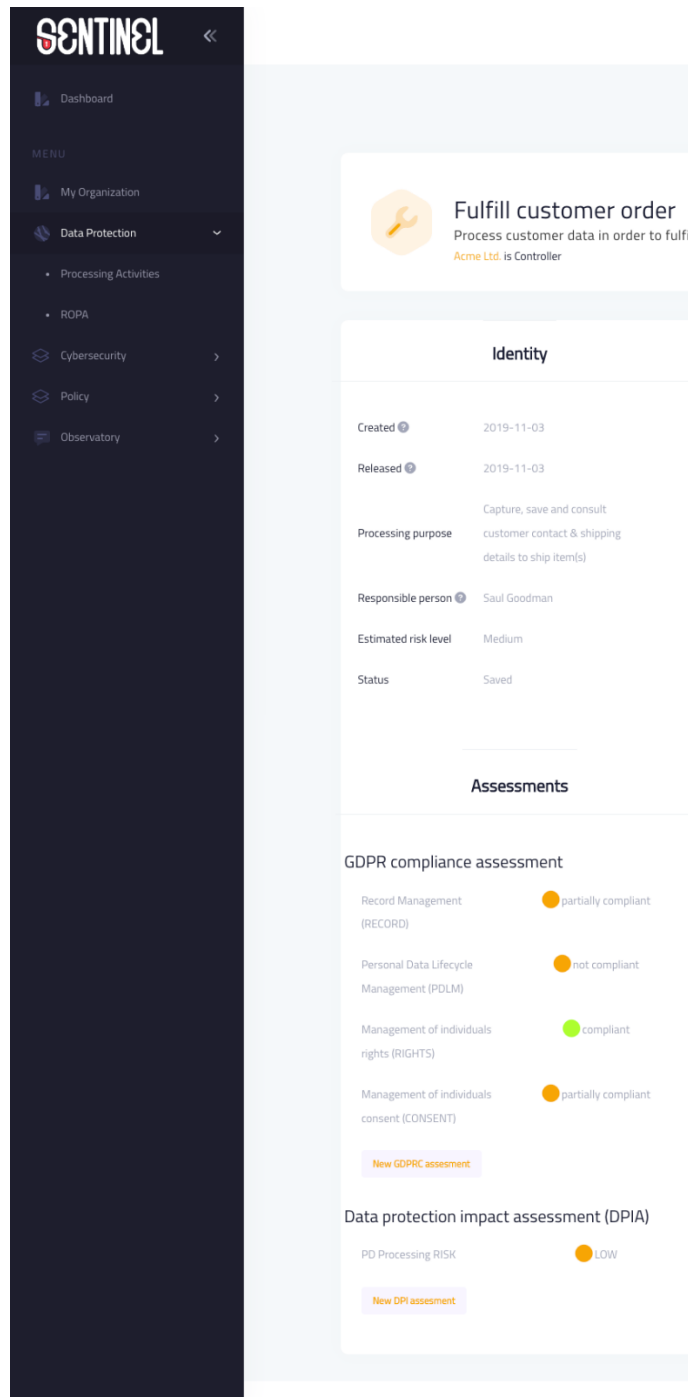 SENTINEL
Dashboard
MENU
My Organization
Data Protection
Processing Activities
ROPA
Cybersecurity
Policy
Observatory
Fulfill customer order
Process customer data in order to
Acme Ltd. is Controller
Identity
Created
2019-11-03
Released
2019-11-03
Processing purpose
Capture, save and consult
customer contact & shipping
details to ship item(s)
Responsible person
Saul Goodman
Estimated risk level
Medium
Status
Saved
Assessments
GDPR compliance assessment
Record Management
(RECORD)
partially compliant
Personal Data Lifecycle
Management (PDLM)
not compliant
Management of individuals
rights (RIGHTS)
compliant
Management of individuals
consent (CONSENT)
partially compliant
New GDPRC assesment
Data protection impact assessment (DPIA)
PD Processing RISK
LOW
New DPI assesment